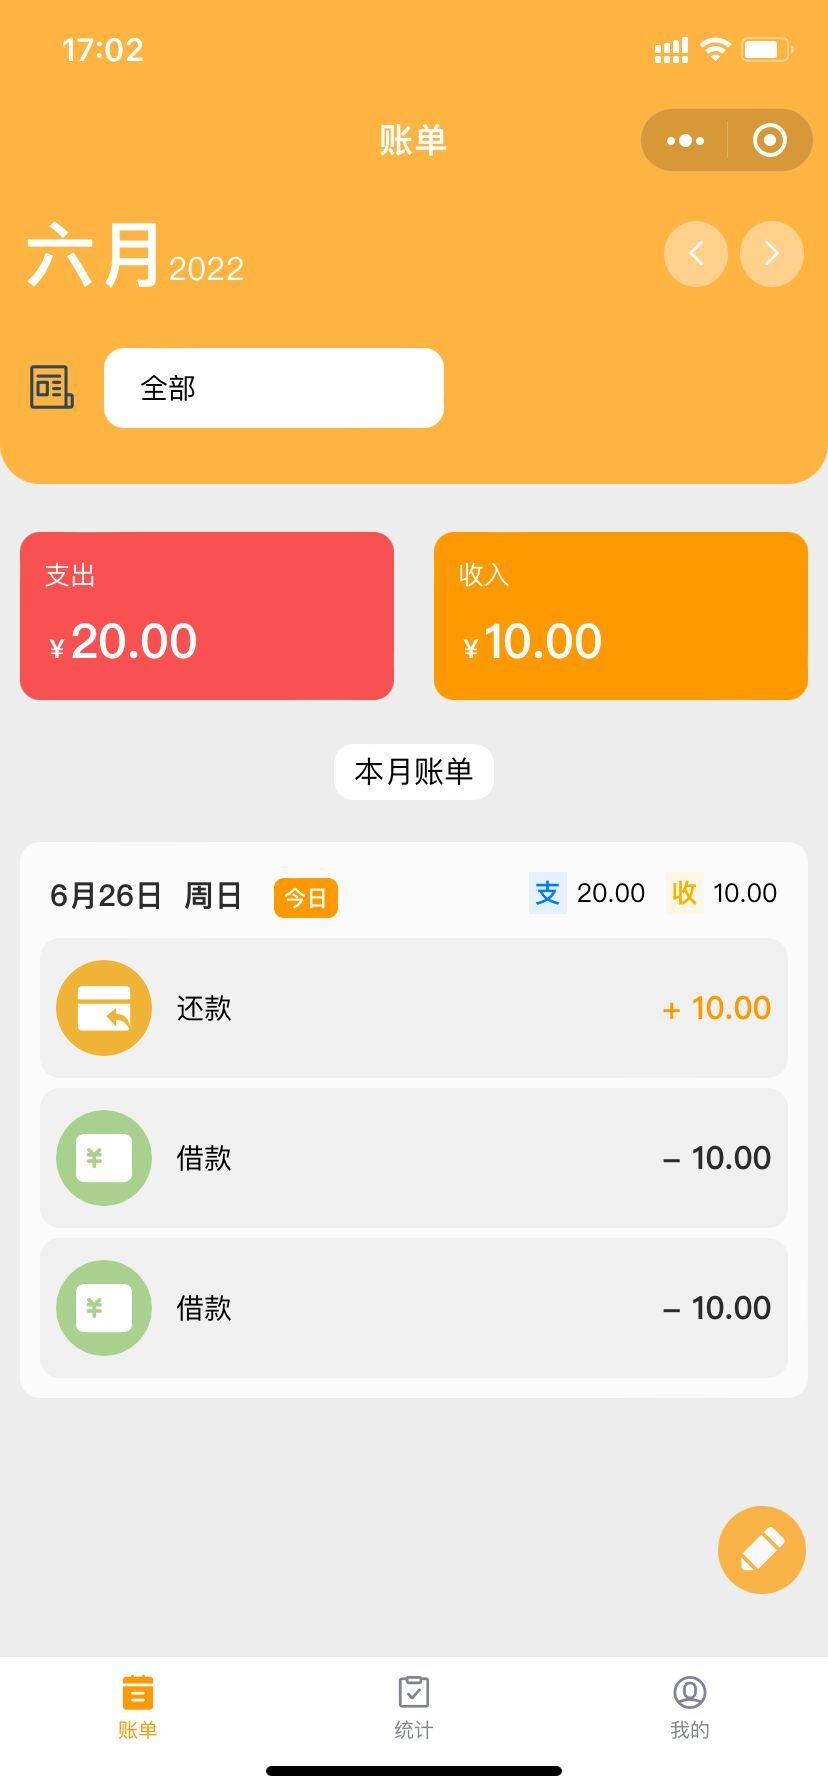 17:02
账单
六月2022
全部
支出 收入
¥20.00 ¥10.00
本月账单
6月26日 周日 今日 支 20.00 收 10.00
还款 + 10.00
¥ 借款 – 10.00
¥ 借款 – 10.00
账单 统计 我的